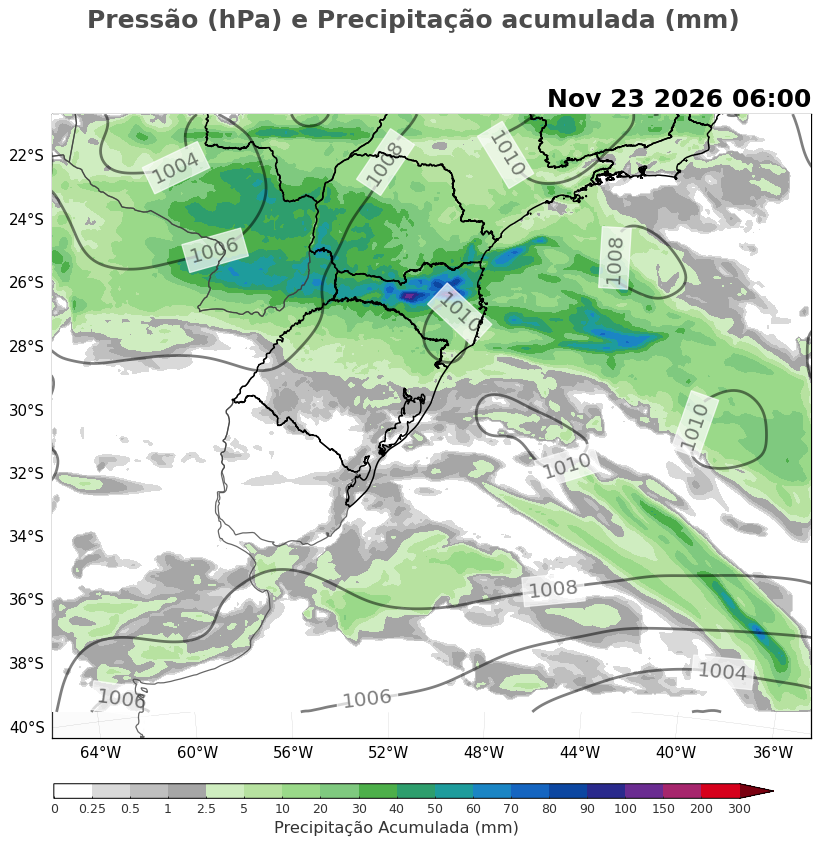 Pressão (hPa) e Precipitação acumulada (mm)
Nov 23 2026 06:00
22°S
24°S
26°S
28°S
30°S
32°S
34°S
36°S
38°S
40°S
1004
1008
1010
1006
1008
1010
1010
1010
1008
1004
1006
1006
64°W 60°W 56°W 52°W 48°W 44°W 40°W 36°W
0 0.25 0.5 1 2.5 5 10 20 30 40 50 60 70 80 90 100 150 200 300
Precipitação Acumulada (mm)